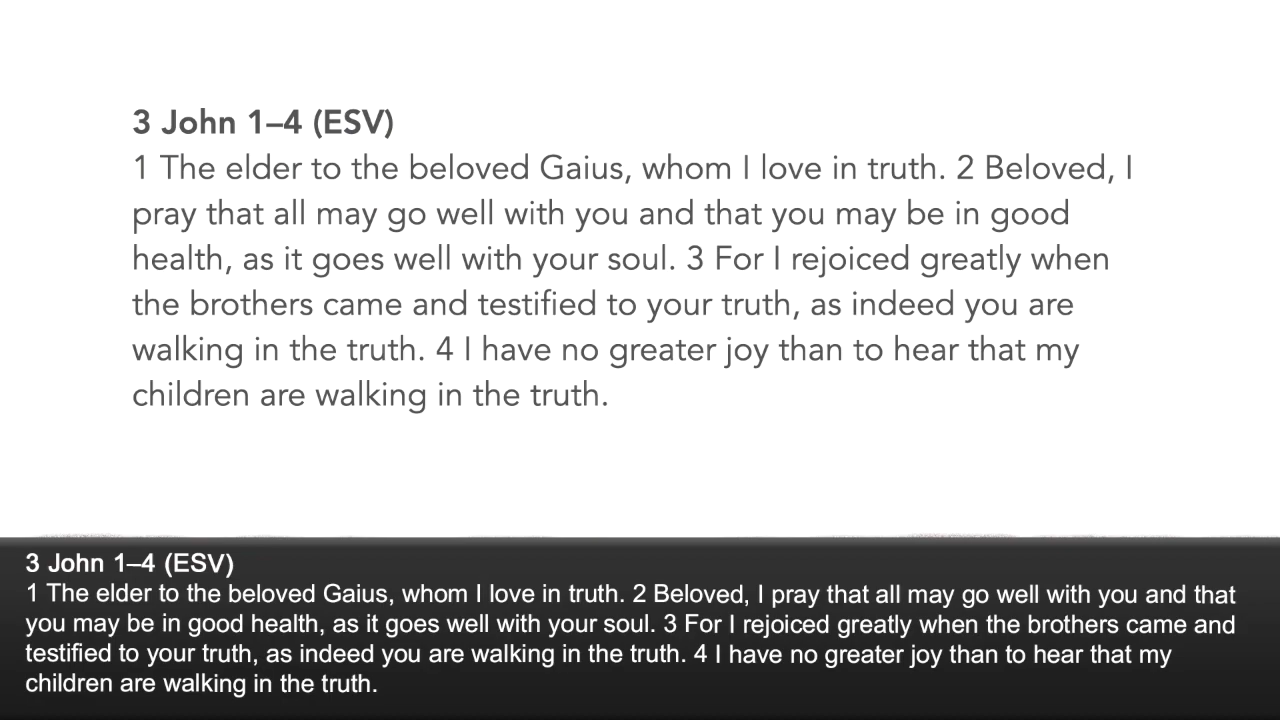 3 John 1–4 (ESV)
1 The elder to the beloved Gaius, whom I love in truth. 2 Beloved, I
pray that all may go well with you and that you may be in good
health, as it goes well with your soul. 3 For I rejoiced greatly when
the brothers came and testified to your truth, as indeed you are
walking in the truth. 4 I have no greater joy than to hear that my
children are walking in the truth.
3 John 1–4 (ESV)
1 The elder to the beloved Gaius, whom I love in truth. 2 Beloved, I pray that all may go well with you and that
you may be in good health, as it goes well with your soul. 3 For I rejoiced greatly when the brothers came and
testified to your truth, as indeed you are walking in the truth. 4 I have no greater joy than to hear that my
children are walking in the truth.